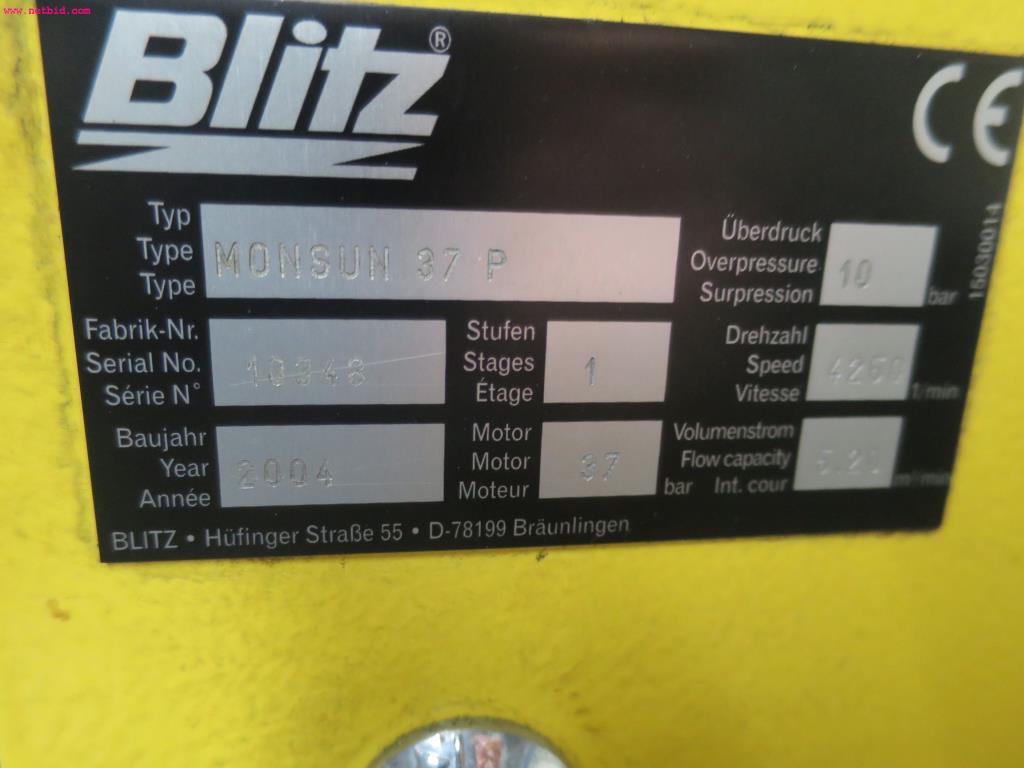 www.netbid.com
Blitz®
CE
Typ
Type MONSUN 37 P
Type
Überdruck
Overpressure 10 bar
Surpression
15030014
Fabrik-Nr.
Serial No. 10348
Série N°
Stufen
Stages 1
Étage
Drehzahl
Speed 4250 1/min
Vitesse
Baujahr
Year 2004
Année
Motor
Motor 37 bar
Moteur
Volumenstrom
Flow capacity
Int. cour
BLITZ • Hüfinger Straße 55 • D-78199 Bräunlingen